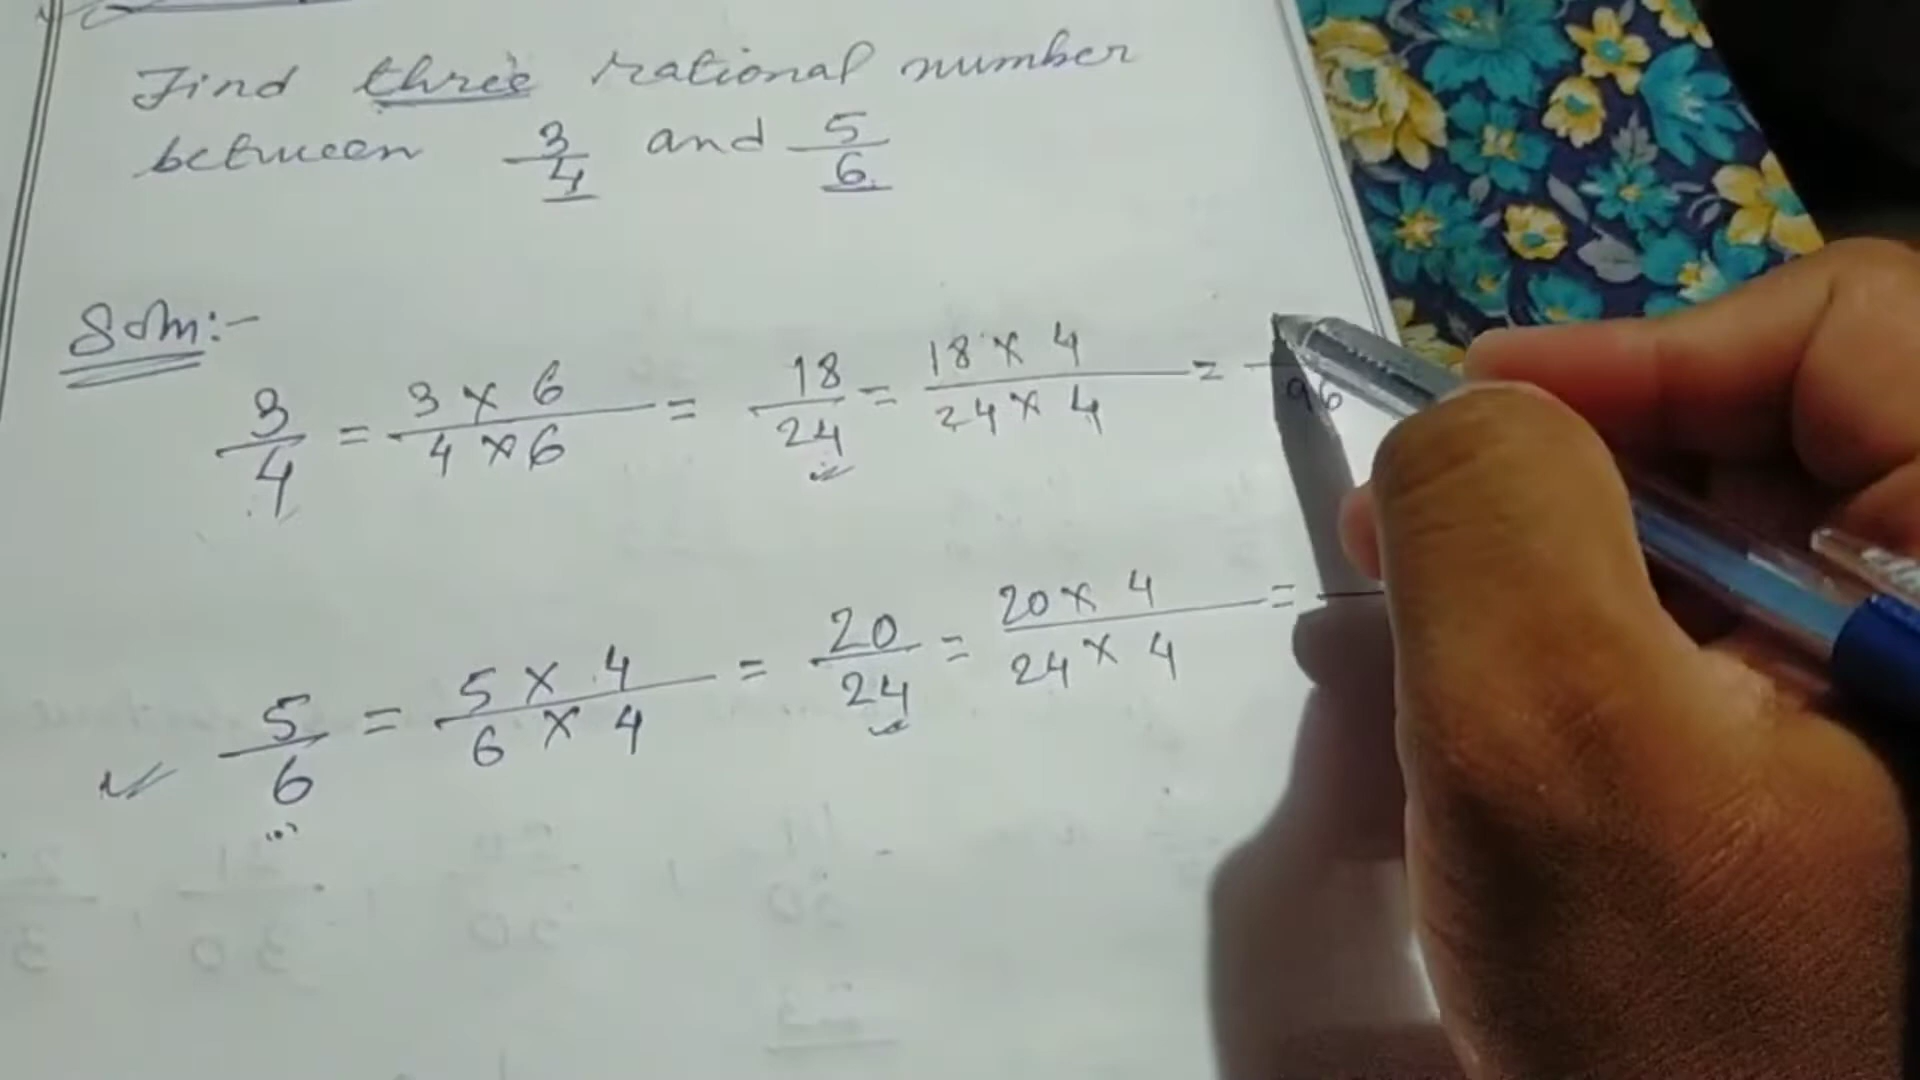 Find three rational number
between 3/4 and 5/6
Soln:-
3/4 = 3 × 6 / 4 × 6 = 18/24 = 18 × 4 / 24 × 4 = /96
5/6 = 5 × 4 / 6 × 4 = 20/24 = 20 × 4 / 24 × 4 =